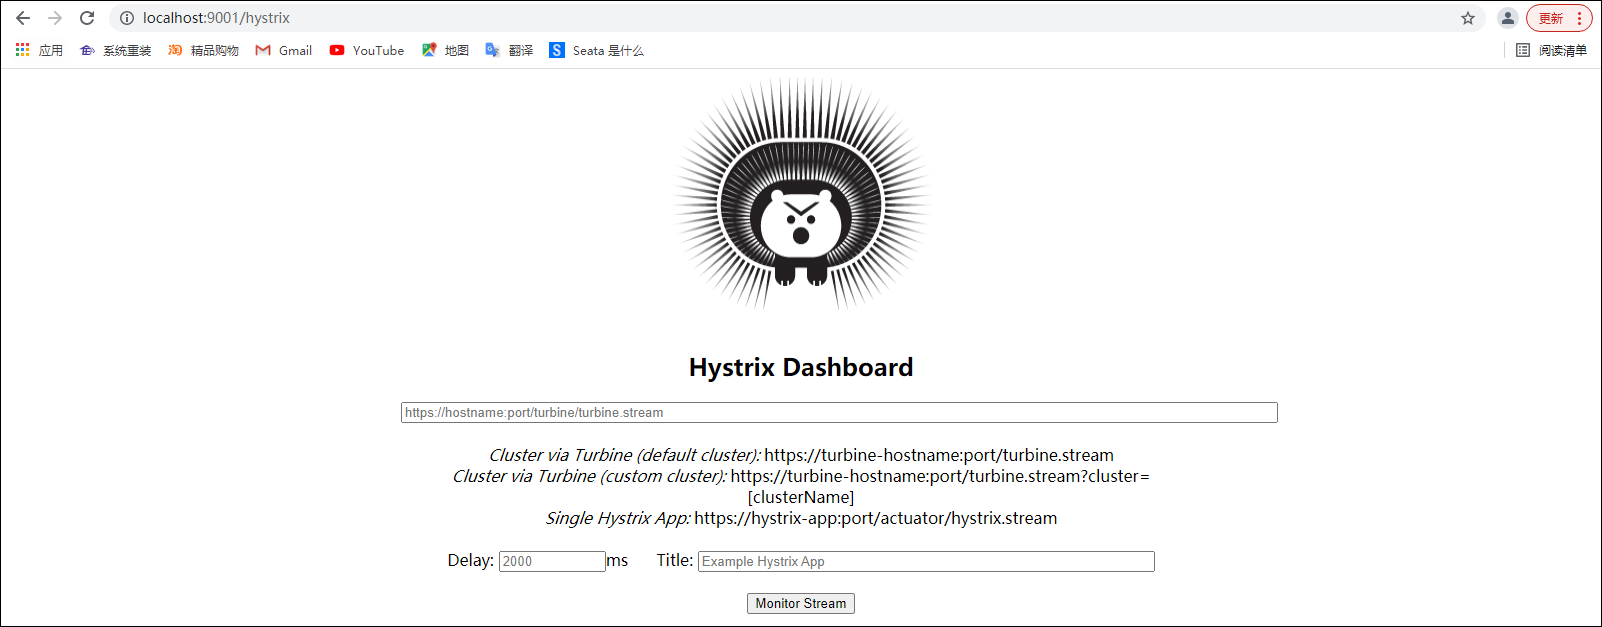 localhost:9001/hystrix
更新
应用 系统重装 淘 精品购物 Gmail YouTube 地图 翻译 S Seata 是什么 阅读清单
Hystrix Dashboard
https://hostname:port/turbine/turbine.stream
Cluster via Turbine (default cluster): https://turbine-hostname:port/turbine.stream
Cluster via Turbine (custom cluster): https://turbine-hostname:port/turbine.stream?cluster=
[clusterName]
Single Hystrix App: https://hystrix-app:port/actuator/hystrix.stream
Delay: 2000 ms Title: Example Hystrix App
Monitor Stream